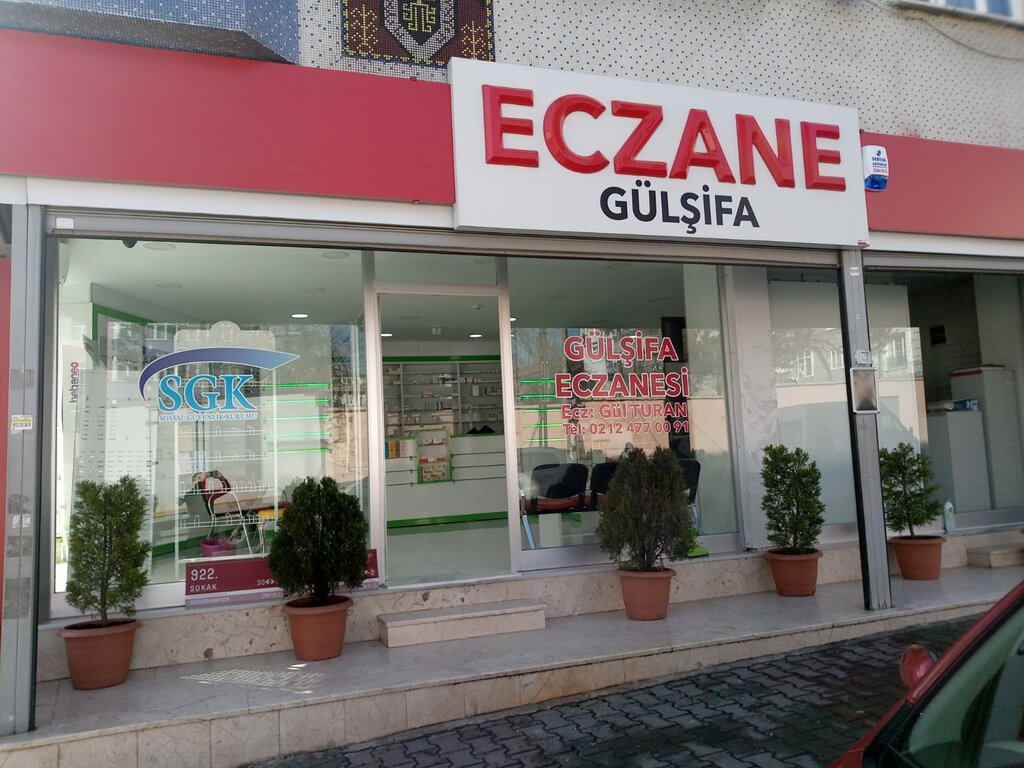 ECZANE
GÜLŞİFA
SGK
SOSYAL GÜVENLİK KURUMU
GÜLŞİFA
ECZANESİ
Ecz: Gül TURAN
Tel: 0212 477 00 91
bebaneo
922.
SOKAK